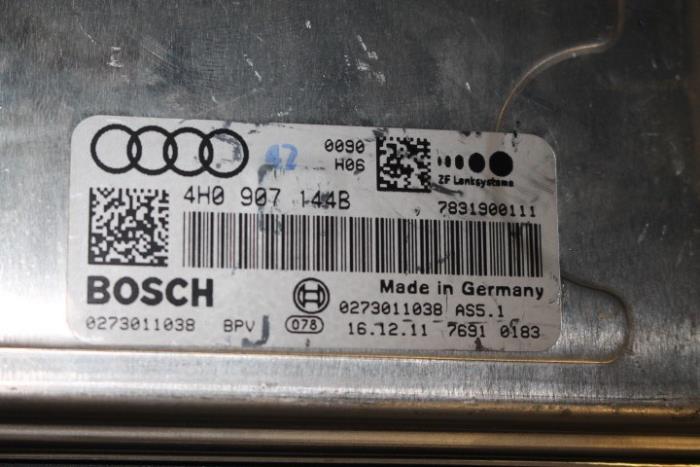 42 0090
H06
ZF Lenksysteme
4H0 907 144B 7831900111
BOSCH Made in Germany
0273011038 AS5.1
0273011038 BPV J 078 16.12.11 7691 0183